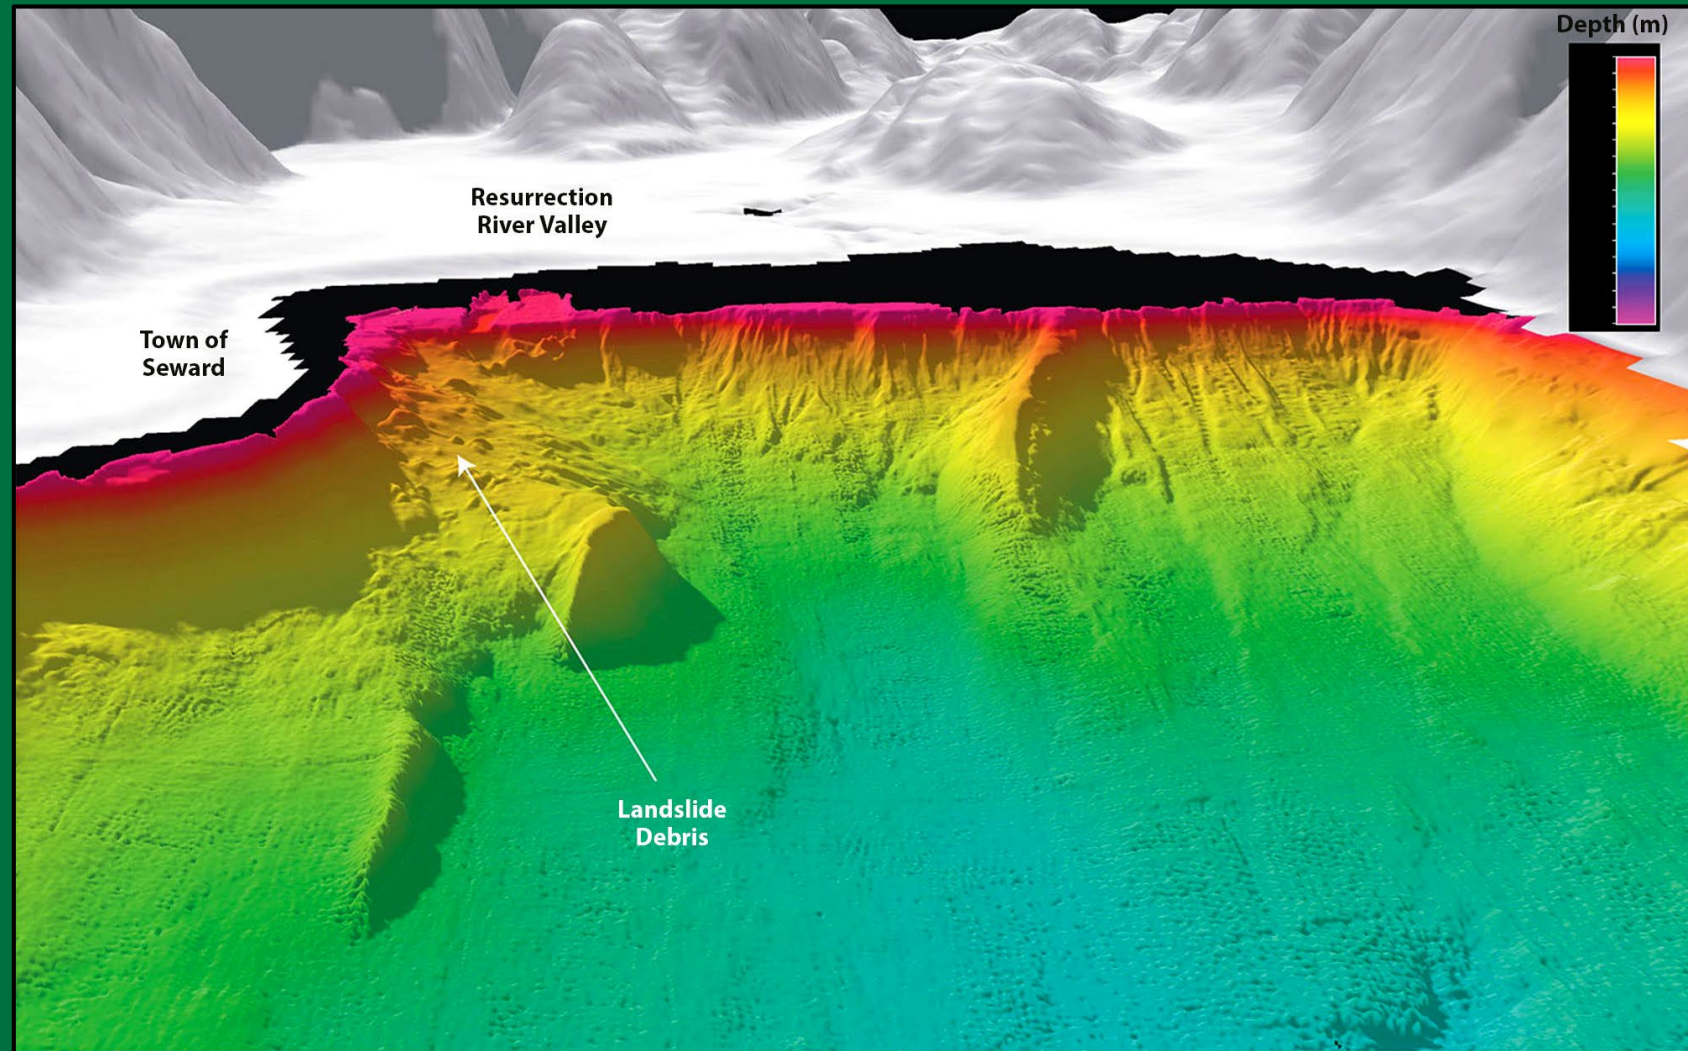 Depth (m)
Resurrection
River Valley
Town of
Seward
Landslide
Debris